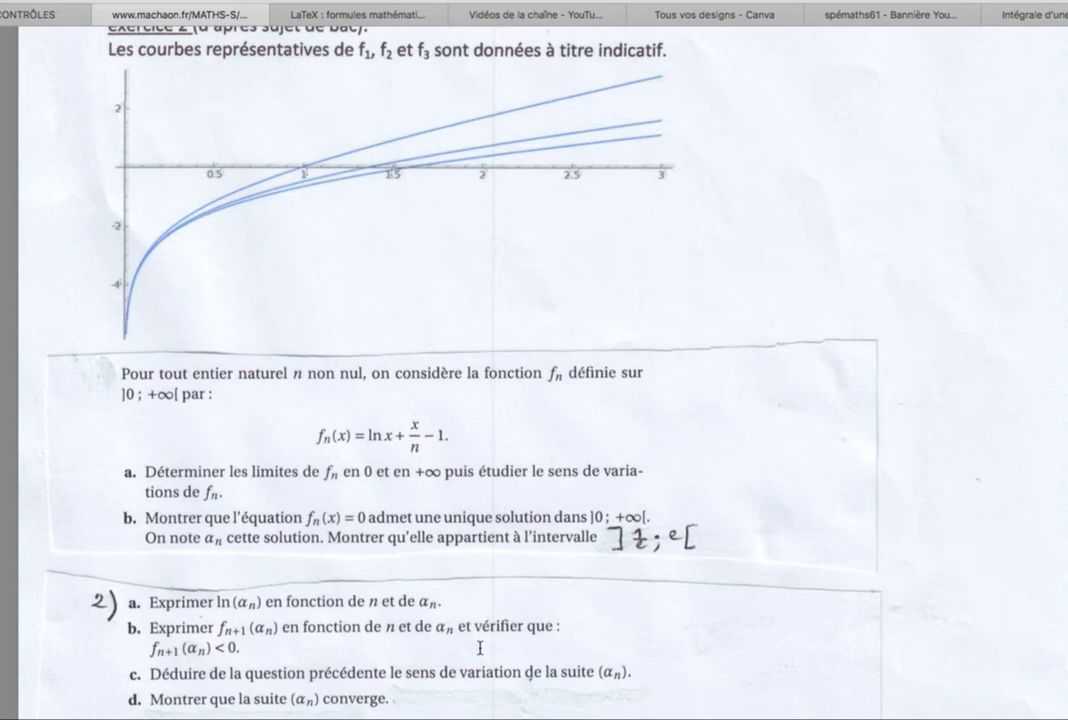 CONTRÔLES www.machaon.fr/MATHS-S/... LaTeX : formules mathémati... Vidéos de la chaîne - YouTu... Tous vos designs - Canva spémaths61 - Bannière You... Intégrale d'une
exercice 2 (d'après sujet de bac).
Les courbes représentatives de f₁, f₂ et f₃ sont données à titre indicatif.
2
0.5 1 1.5 2 2.5 3
-2
-4
Pour tout entier naturel n non nul, on considère la fonction fₙ définie sur
]0 ; +∞[ par :
fₙ(x) = ln x + x/n − 1.
a. Déterminer les limites de fₙ en 0 et en +∞ puis étudier le sens de varia-
tions de fₙ.
b. Montrer que l'équation fₙ(x) = 0 admet une unique solution dans ]0 ; +∞[.
On note αₙ cette solution. Montrer qu'elle appartient à l'intervalle ] ; e[
2) a. Exprimer ln(αₙ) en fonction de n et de αₙ.
b. Exprimer fₙ₊₁(αₙ) en fonction de n et de αₙ et vérifier que :
fₙ₊₁(αₙ) < 0.
c. Déduire de la question précédente le sens de variation de la suite (αₙ).
d. Montrer que la suite (αₙ) converge.